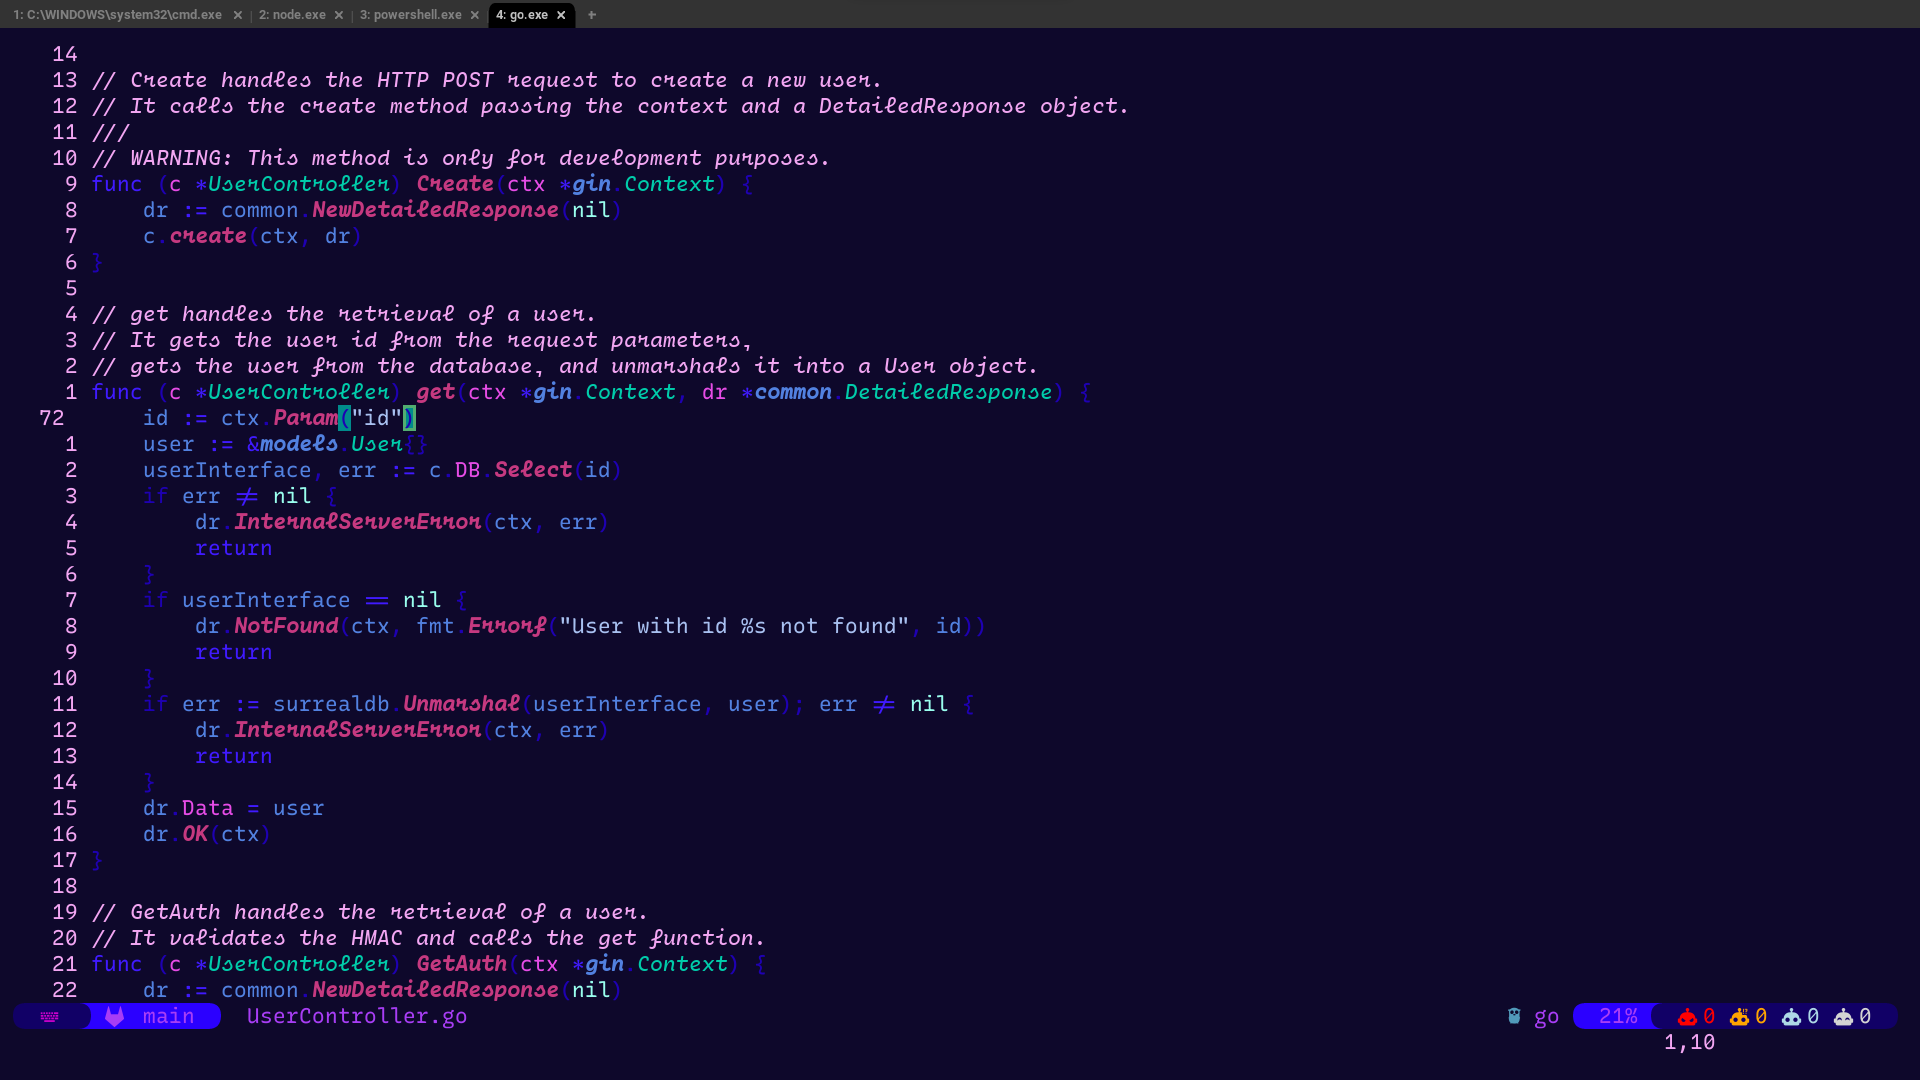 1: C:\WINDOWS\system32\cmd.exe × 2: node.exe × 3: powershell.exe × 4: go.exe × +
14
13 // Create handles the HTTP POST request to create a new user.
12 // It calls the create method passing the context and a DetailedResponse object.
11 ///
10 // WARNING: This method is only for development purposes.
9 func (c *UserController) Create(ctx *gin.Context) {
8     dr := common.NewDetailedResponse(nil)
7     c.create(ctx, dr)
6 }
5
4 // get handles the retrieval of a user.
3 // It gets the user id from the request parameters,
2 // gets the user from the database, and unmarshals it into a User object.
1 func (c *UserController) get(ctx *gin.Context, dr *common.DetailedResponse) {
72     id := ctx.Param("id")
1     user := &models.User{}
2     userInterface, err := c.DB.Select(id)
3     if err != nil {
4         dr.InternalServerError(ctx, err)
5         return
6     }
7     if userInterface == nil {
8         dr.NotFound(ctx, fmt.Errorf("User with id %s not found", id))
9         return
10     }
11     if err := surrealdb.Unmarshal(userInterface, user); err != nil {
12         dr.InternalServerError(ctx, err)
13         return
14     }
15     dr.Data = user
16     dr.OK(ctx)
17 }
18
19 // GetAuth handles the retrieval of a user.
20 // It validates the HMAC and calls the get function.
21 func (c *UserController) GetAuth(ctx *gin.Context) {
22     dr := common.NewDetailedResponse(nil)
main UserController.go go 21% 0 0 0 0
1,10